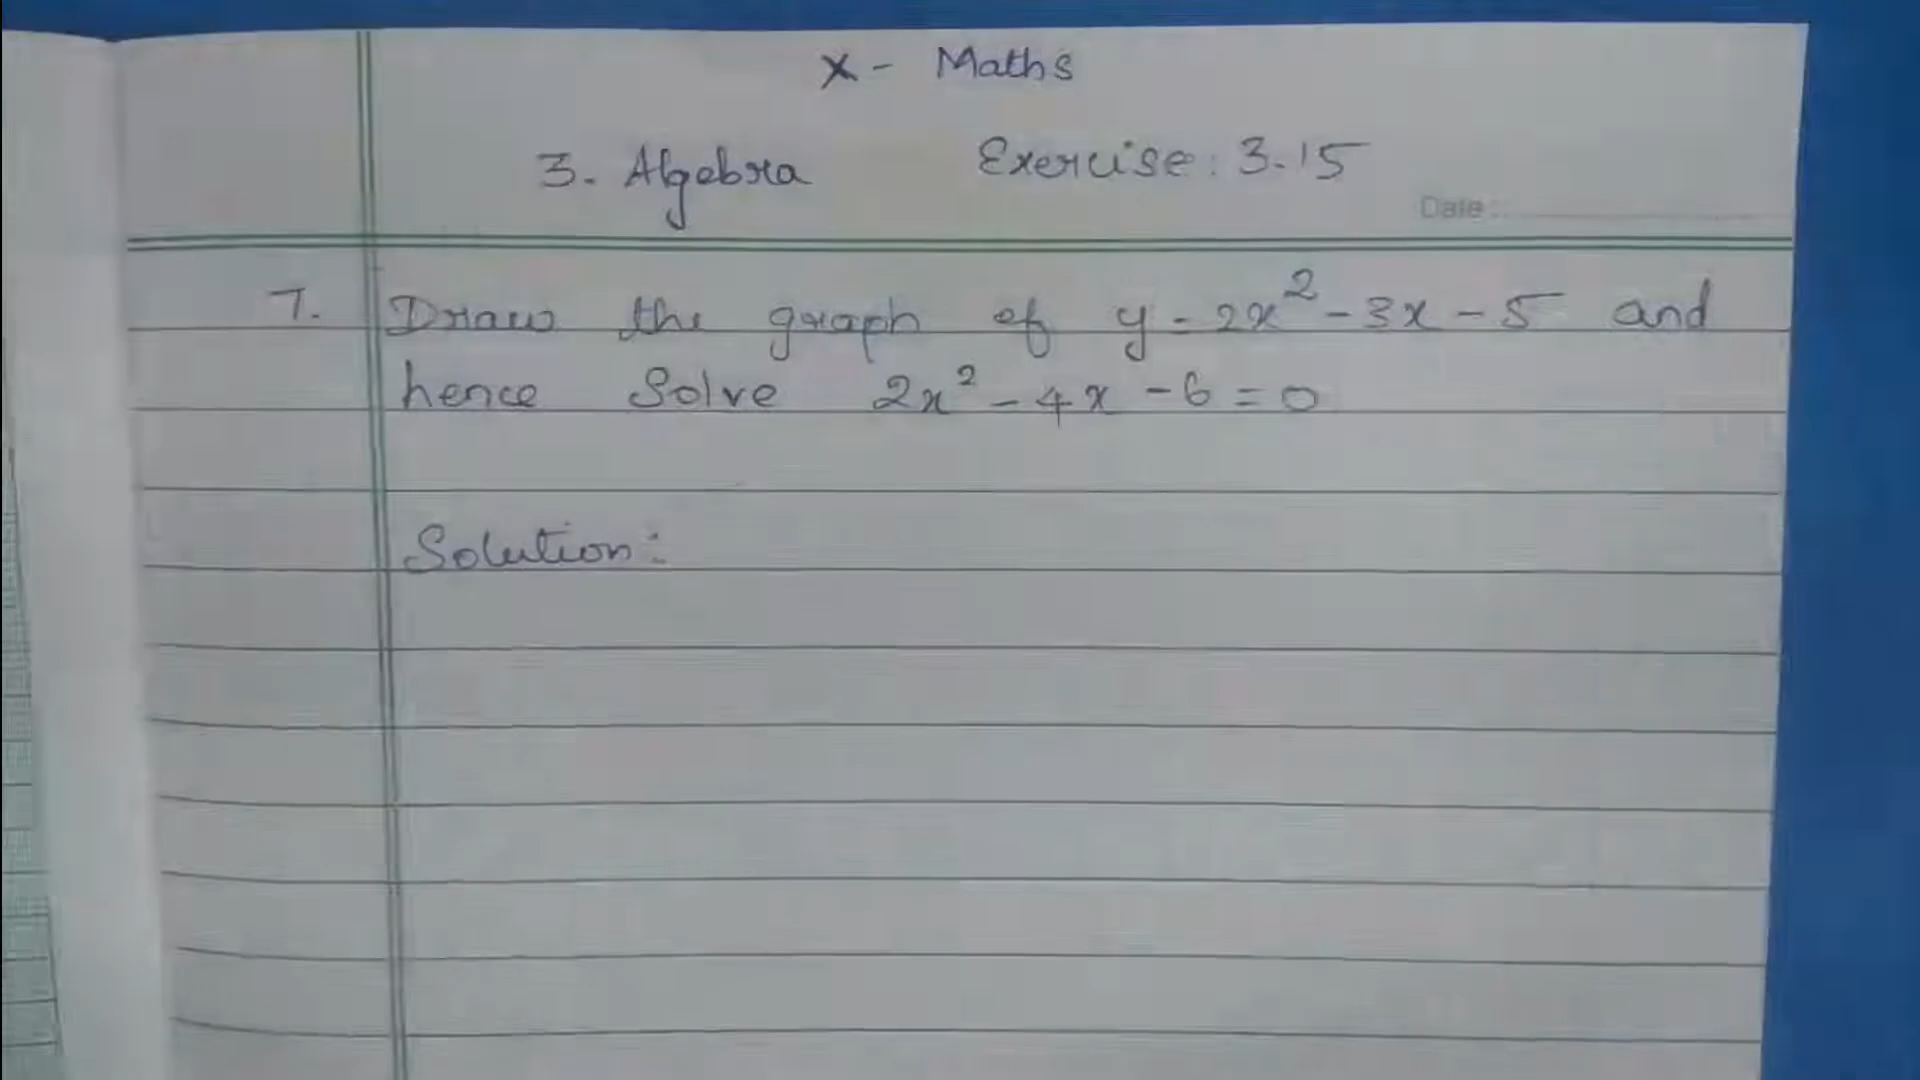 X - Maths
3. Algebra Exercise: 3.15
Date:
7. Draw the graph of y = 2x² - 3x - 5 and
hence Solve 2x² - 4x - 6 = 0
Solution: